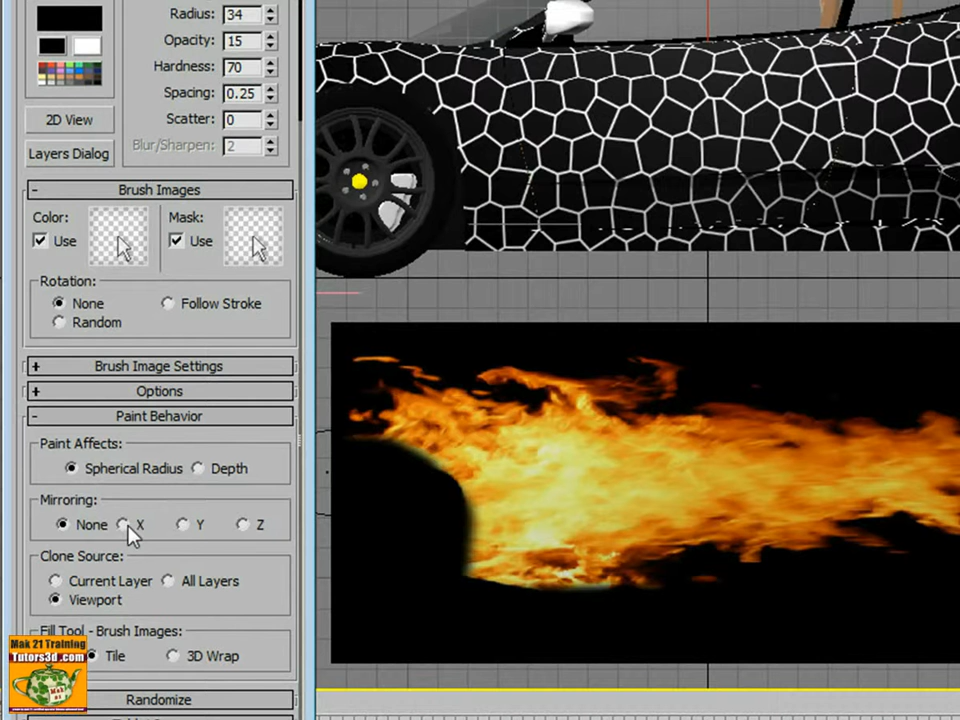 Radius: 34
Opacity: 15
Hardness: 70
2D View
Spacing: 0.25
Scatter: 0
Layers Dialog
Blur/Sharpen: 2
- Brush Images
Color:
Mask:
Use
Use
Rotation:
None
Follow Stroke
Random
+ Brush Image Settings
+ Options
- Paint Behavior
Paint Affects:
Spherical Radius
Depth
Mirroring:
None
X
Y
Z
Clone Source:
Current Layer
All Layers
Viewport
Fill Tool - Brush Images:
Tile
3D Wrap
Mak 21 Training
Tutors3d.com
Mak
21
Randomize